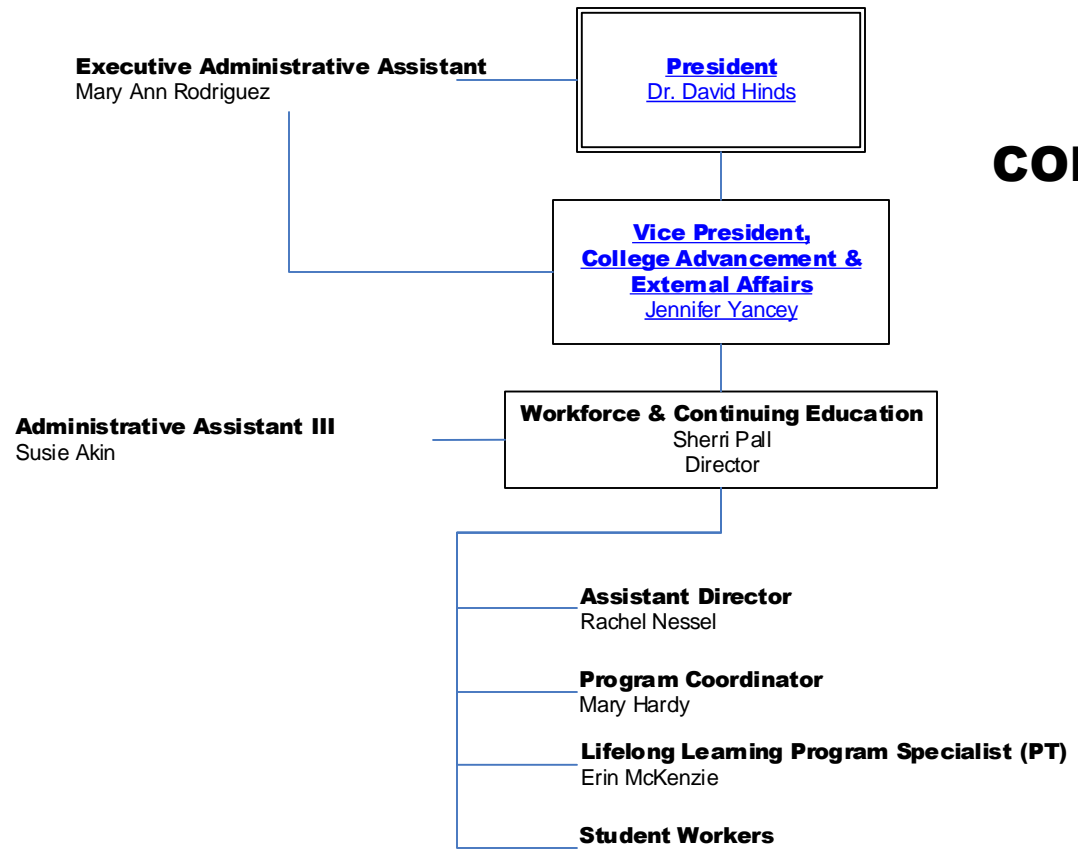 Executive Administrative Assistant
Mary Ann Rodriguez
President
Dr. David Hinds
Vice President,
College Advancement &
External Affairs
Jennifer Yancey
Administrative Assistant III
Susie Akin
Workforce & Continuing Education
Sherri Pall
Director
Assistant Director
Rachel Nessel
Program Coordinator
Mary Hardy
Lifelong Learning Program Specialist (PT)
Erin McKenzie
Student Workers